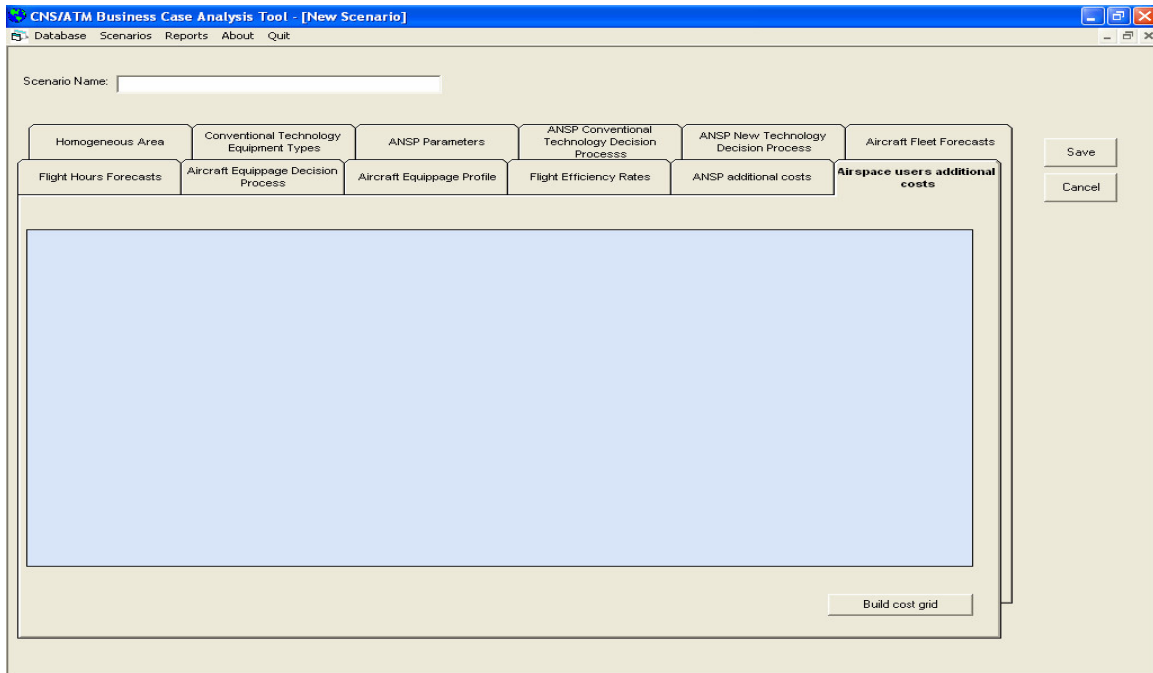 CNS/ATM Business Case Analysis Tool - [New Scenario]
Database Scenarios Reports About Quit
Scenario Name:
Homogeneous Area
Conventional Technology
Equipment Types
ANSP Parameters
ANSP Conventional
Technology Decision
Processs
ANSP New Technology
Decision Process
Aircraft Fleet Forecasts
Save
Flight Hours Forecasts
Aircraft Equippage Decision
Process
Aircraft Equippage Profile
Flight Efficiency Rates
ANSP additional costs
Airspace users additional
costs
Cancel
Build cost grid